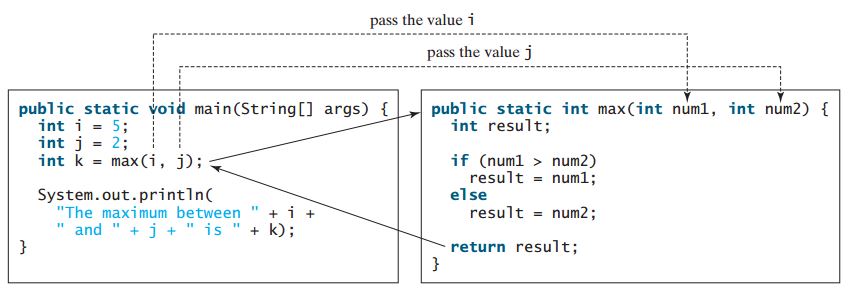 pass the value i
pass the value j
public static void main(String[] args) {
int i = 5;
int j = 2;
int k = max(i, j);
System.out.println(
"The maximum between " + i +
" and " + j + " is " + k);
}
public static int max(int num1, int num2) {
int result;
if (num1 > num2)
result = num1;
else
result = num2;
return result;
}